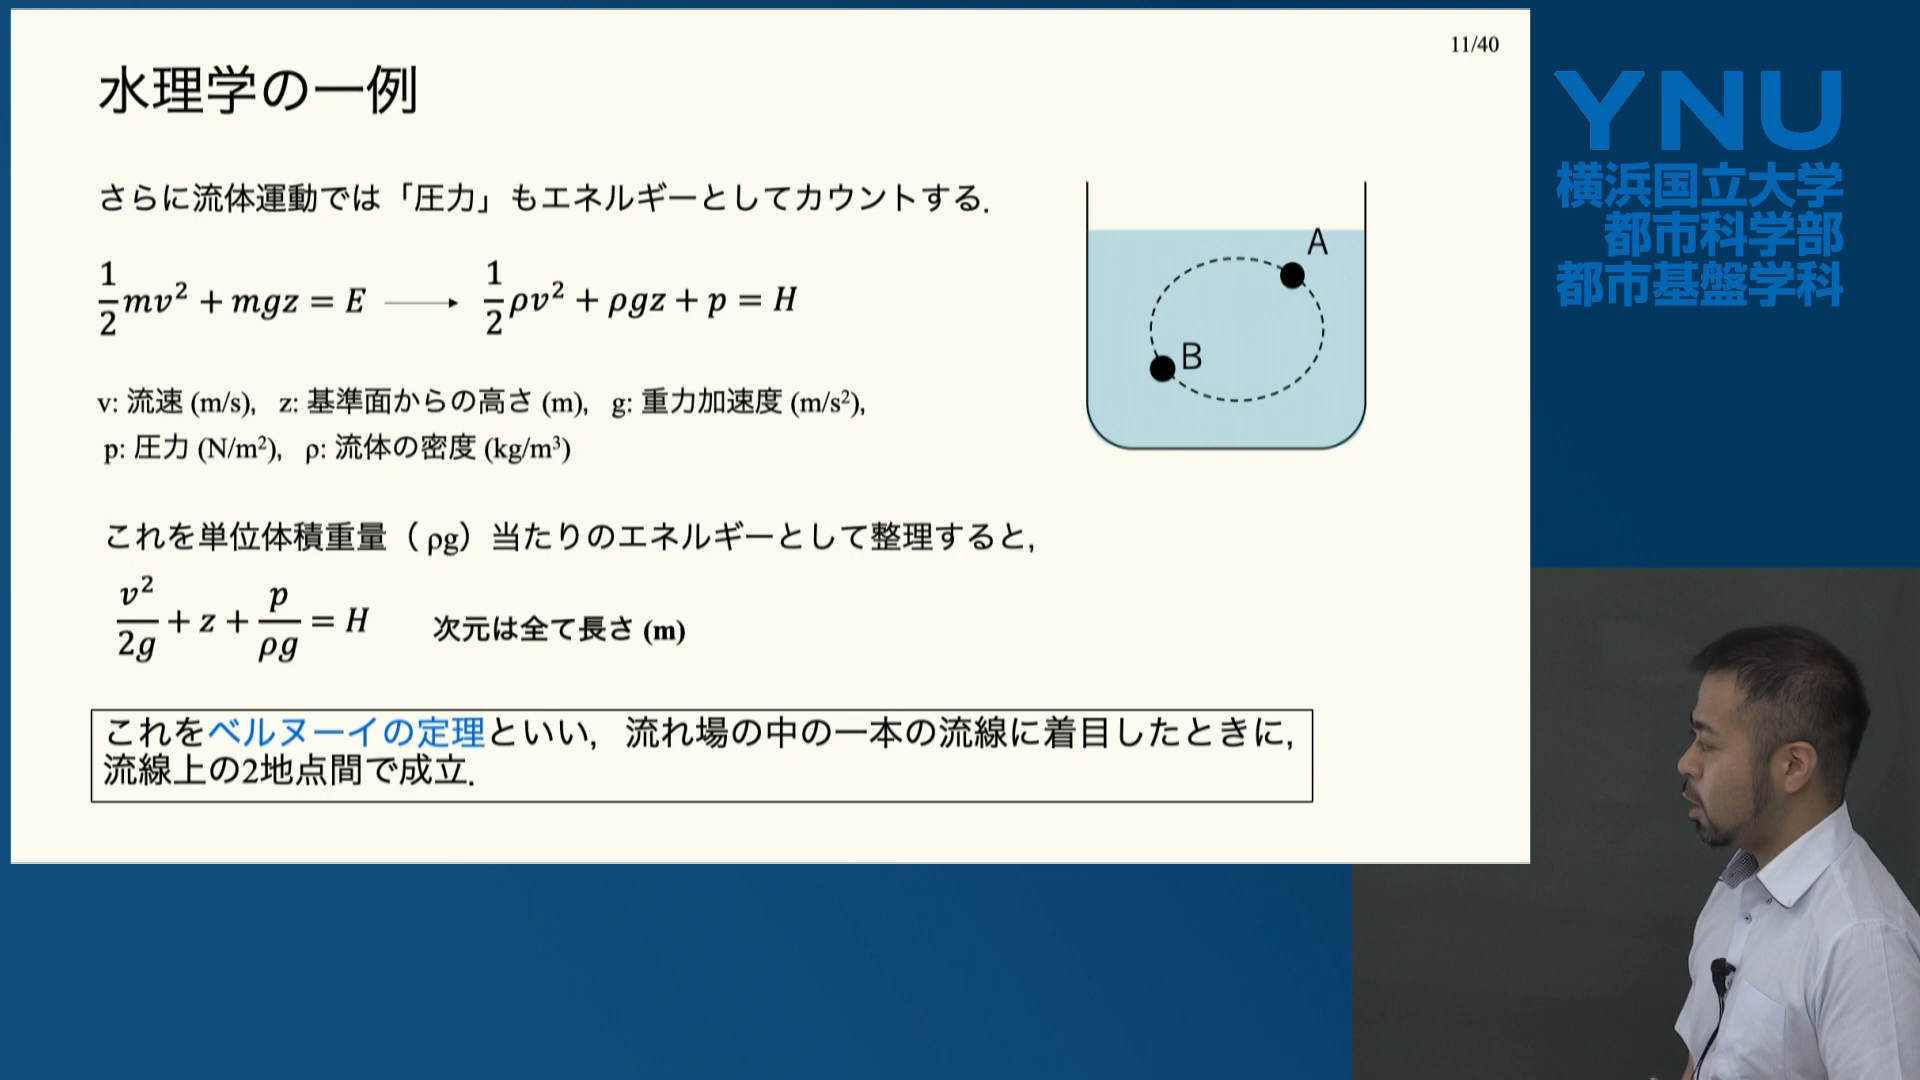 11/40
水理学の一例
さらに流体運動では「圧力」もエネルギーとしてカウントする．
1/2 mv² + mgz = E ⟶ 1/2 ρv² + ρgz + p = H
v: 流速 (m/s), z: 基準面からの高さ (m), g: 重力加速度 (m/s²),
p: 圧力 (N/m²), ρ: 流体の密度 (kg/m³)
A
B
これを単位体積重量（ρg）当たりのエネルギーとして整理すると，
v²/2g + z + p/ρg = H 次元は全て長さ (m)
これをベルヌーイの定理といい，流れ場の中の一本の流線に着目したときに，
流線上の2地点間で成立．
YNU
横浜国立大学
都市科学部
都市基盤学科